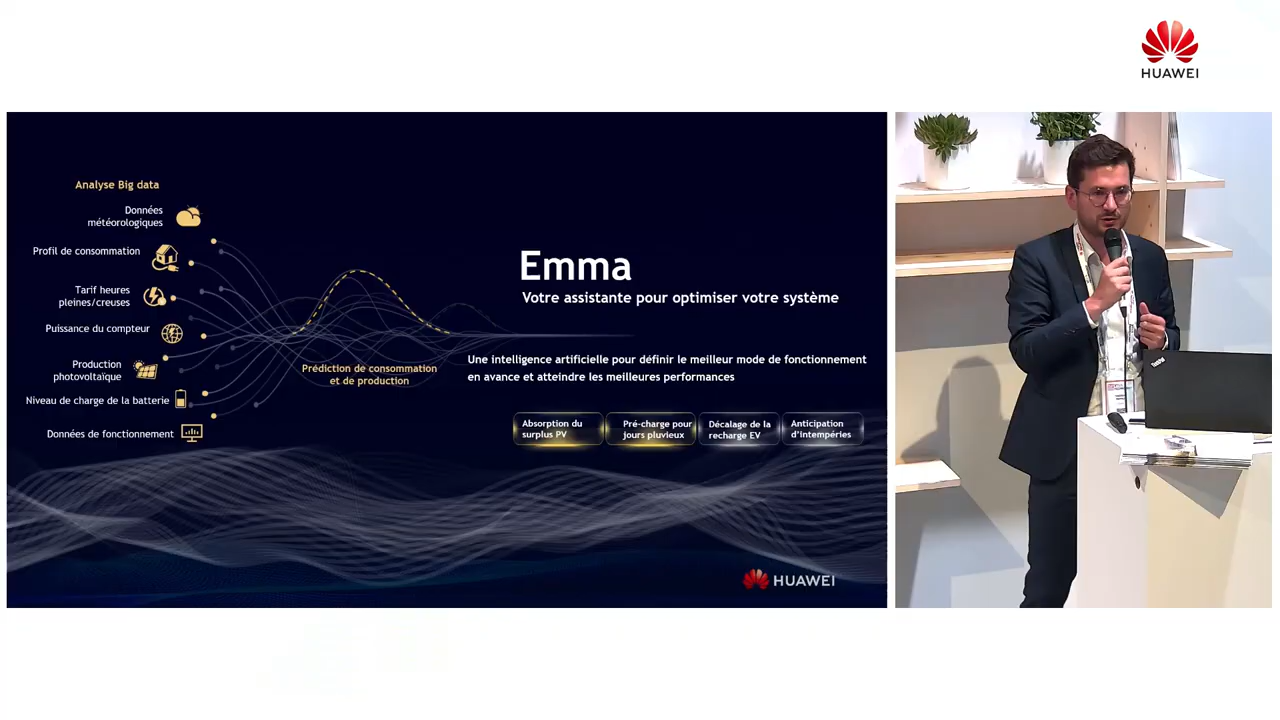 HUAWEI
Analyse Big data
Données
météorologiques
Profil de consommation
Tarif heures
pleines/creuses
Puissance du compteur
Production
photovoltaïque
Niveau de charge de la batterie
Données de fonctionnement
Prédiction de consommation
et de production
Emma
Votre assistante pour optimiser votre système
Une intelligence artificielle pour définir le meilleur mode de fonctionnement
en avance et atteindre les meilleures performances
Absorption du
surplus PV
Pré-charge pour
jours pluvieux
Décalage de la
recharge EV
Anticipation
d'intempéries
HUAWEI
ThinkPad